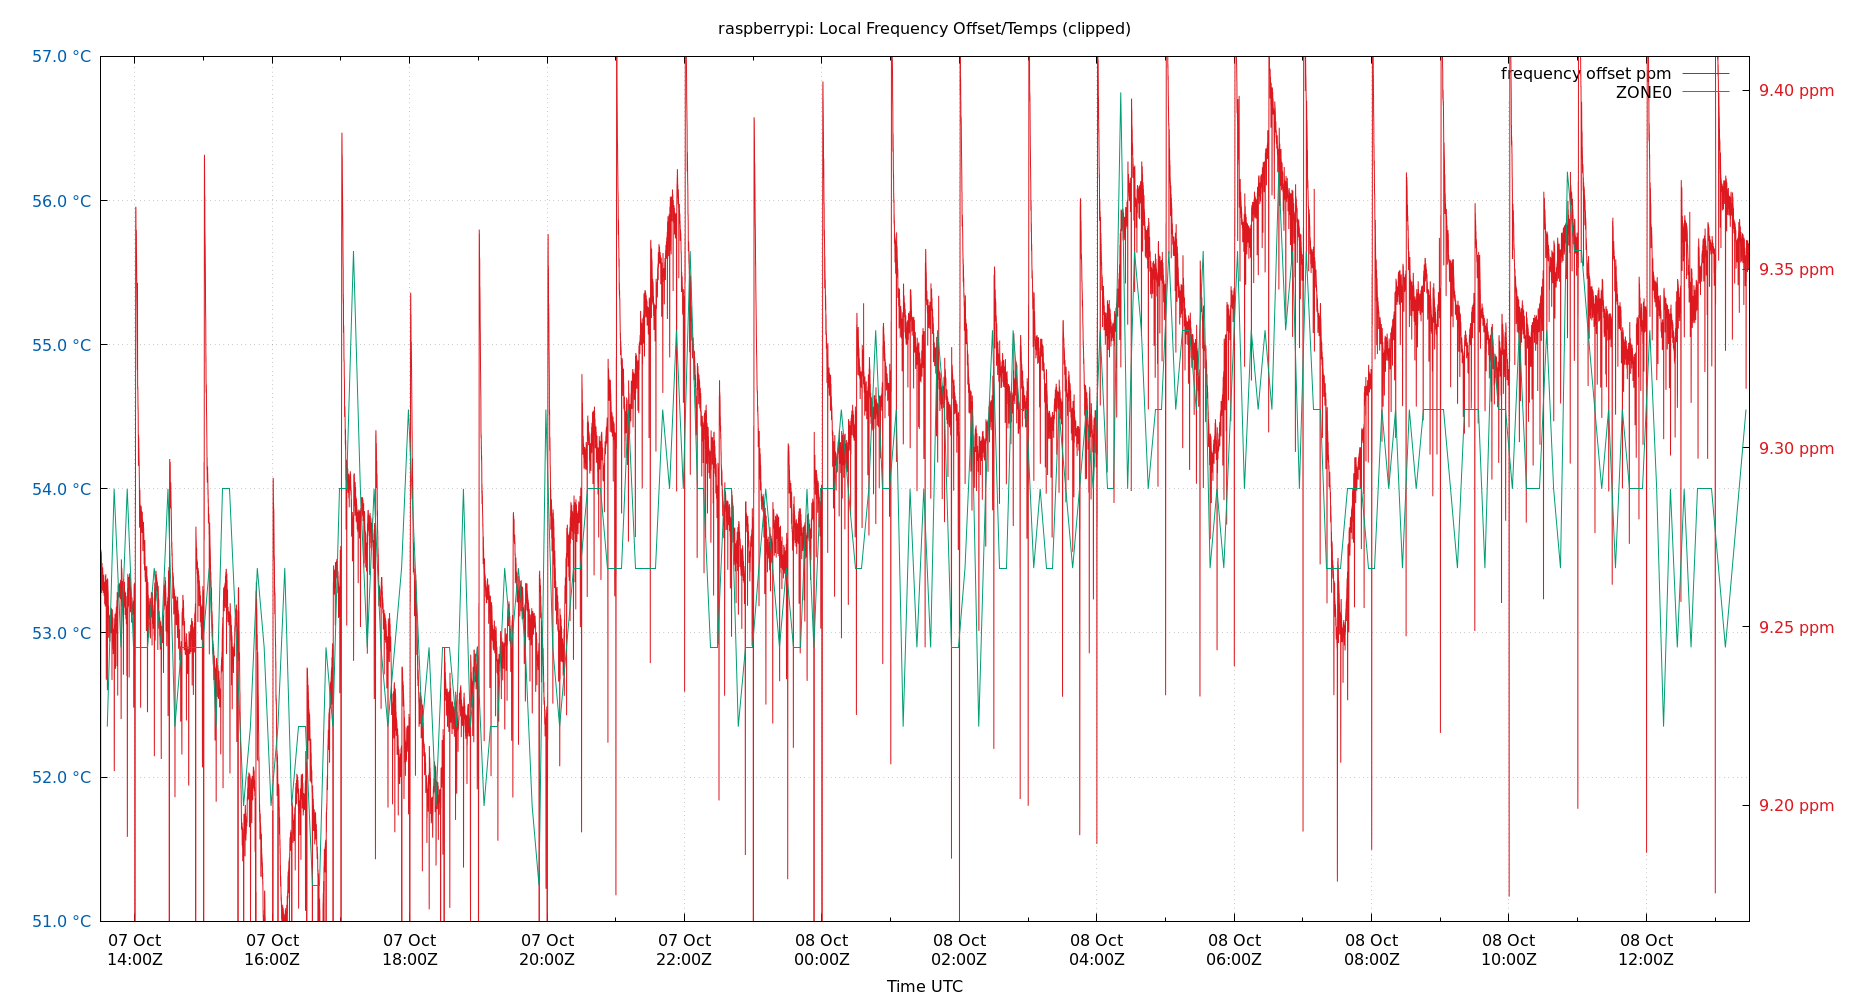 raspberrypi: Local Frequency Offset/Temps (clipped)
57.0 °C
56.0 °C
55.0 °C
54.0 °C
53.0 °C
52.0 °C
51.0 °C
frequency offset ppm
ZONE0
9.40 ppm
9.35 ppm
9.30 ppm
9.25 ppm
9.20 ppm
07 Oct 07 Oct 07 Oct 07 Oct 07 Oct 08 Oct 08 Oct 08 Oct 08 Oct 08 Oct 08 Oct 08 Oct
14:00Z 16:00Z 18:00Z 20:00Z 22:00Z 00:00Z 02:00Z 04:00Z 06:00Z 08:00Z 10:00Z 12:00Z
Time UTC